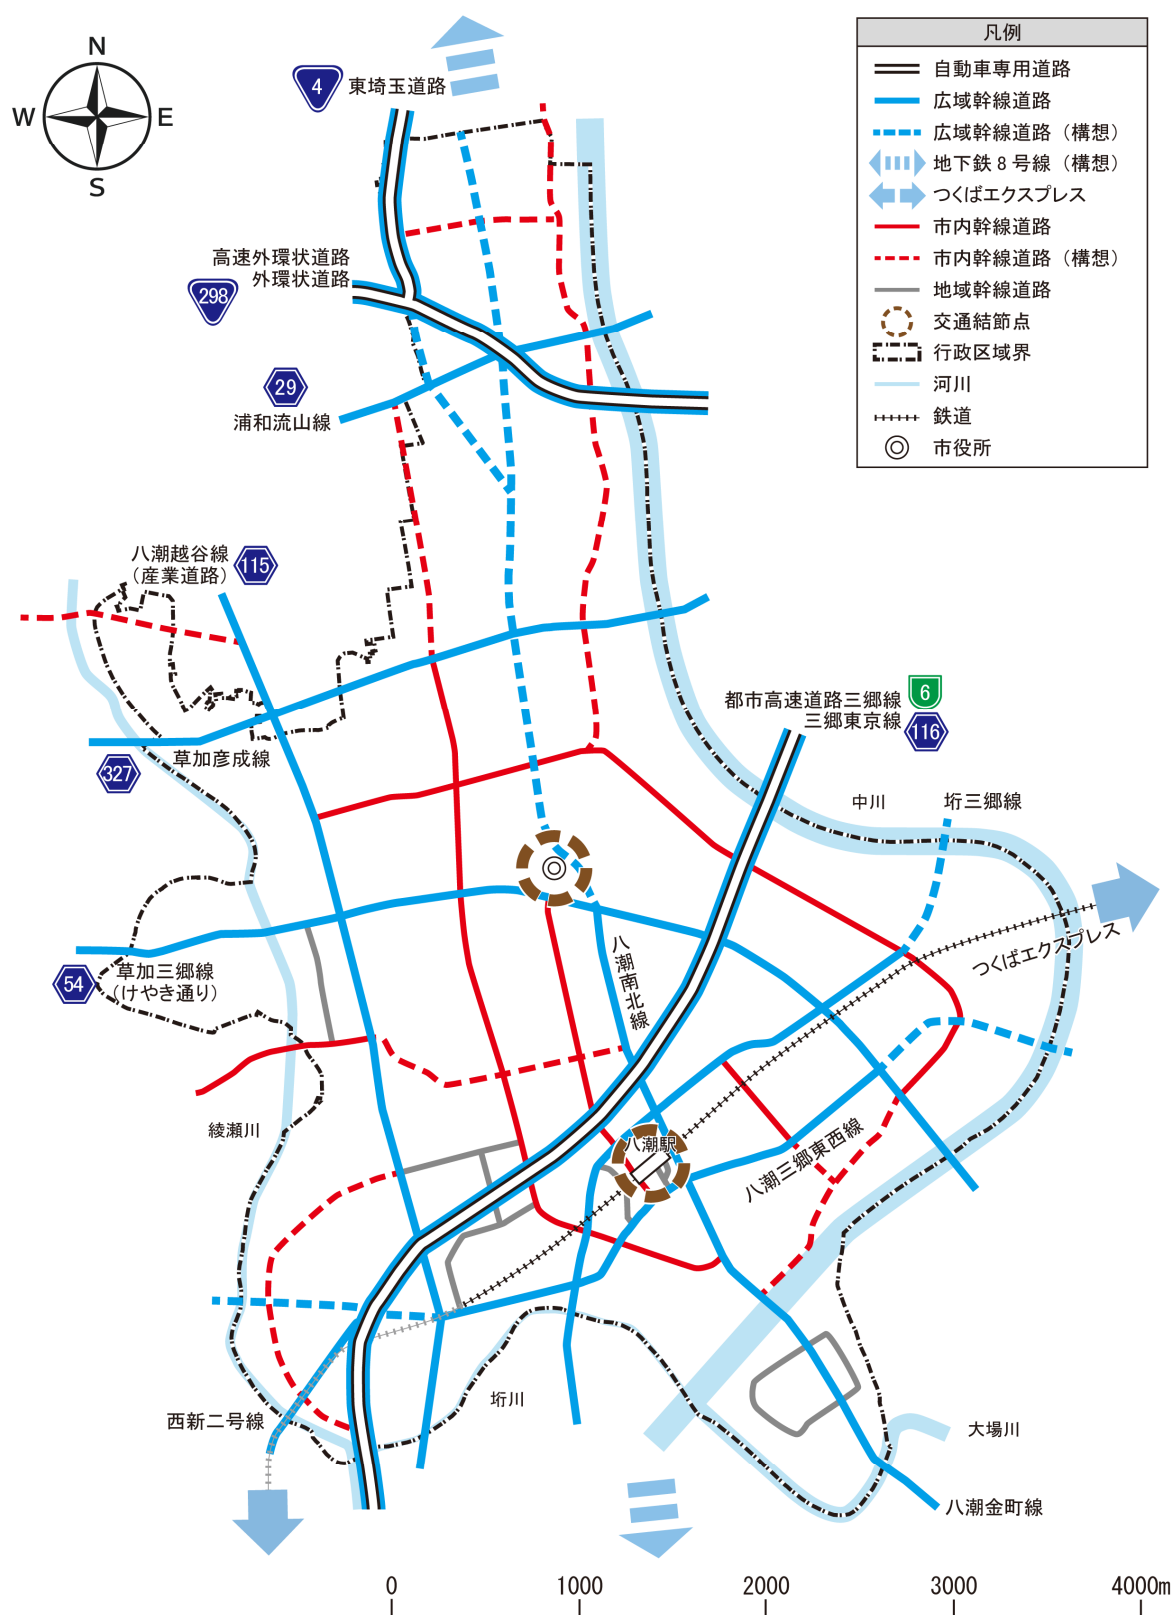 N
W
E
S
4
東埼玉道路
高速外環状道路
外環状道路
298
29
浦和流山線
八潮越谷線
(産業道路)
115
327
草加彦成線
都市高速道路三郷線
三郷東京線
6
116
中川
垳三郷線
つくばエクスプレス
54
草加三郷線
(けやき通り)
八潮南北線
綾瀬川
八潮駅
八潮三郷東西線
西新二号線
垳川
大場川
八潮金町線
凡例
自動車専用道路
広域幹線道路
広域幹線道路(構想)
地下鉄8号線(構想)
つくばエクスプレス
市内幹線道路
市内幹線道路(構想)
地域幹線道路
交通結節点
行政区域界
河川
鉄道
市役所
0
1000
2000
3000
4000m